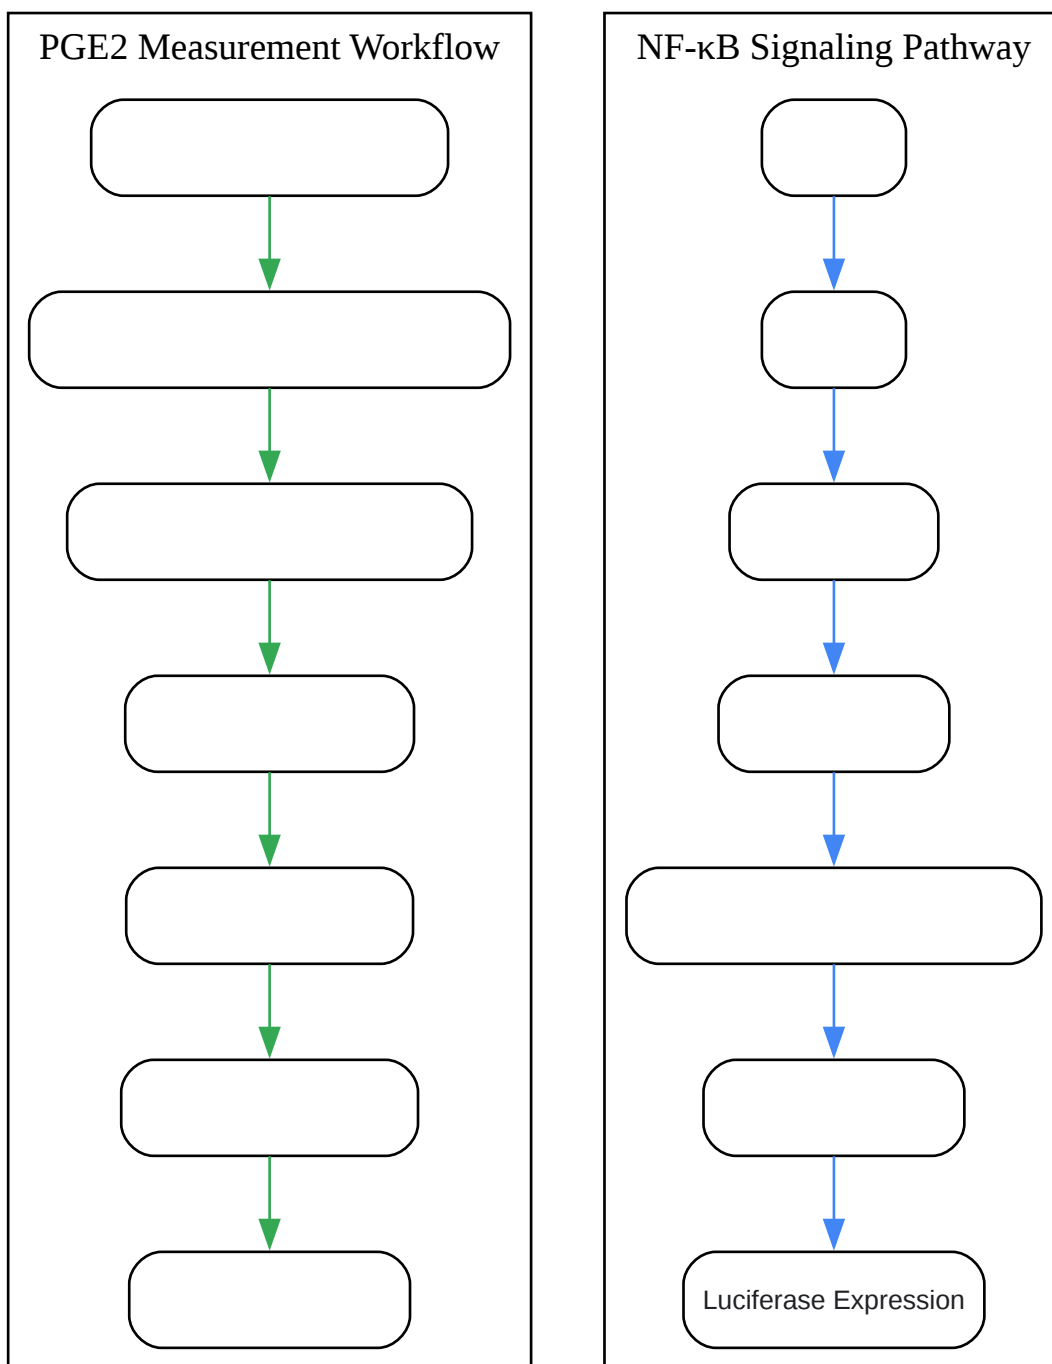 PGE2 Measurement Workflow
NF-κB Signaling Pathway
Luciferase Expression